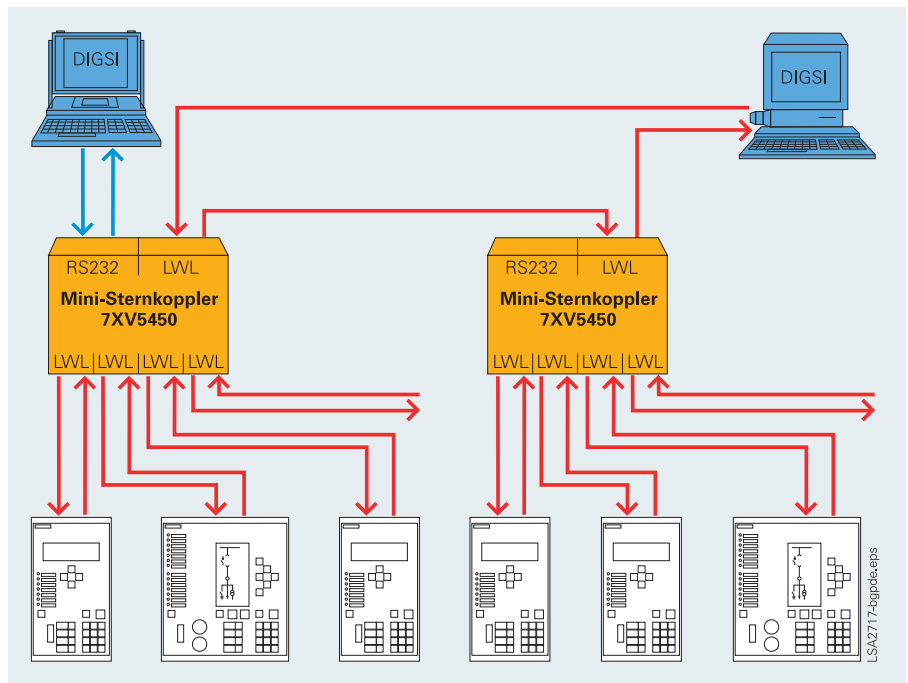 DIGSI
DIGSI
RS232 LWL
Mini-Sternkoppler
7XV5450
LWL LWL LWL LWL
RS232 LWL
Mini-Sternkoppler
7XV5450
LWL LWL LWL LWL
LSA2717-bgpde.eps